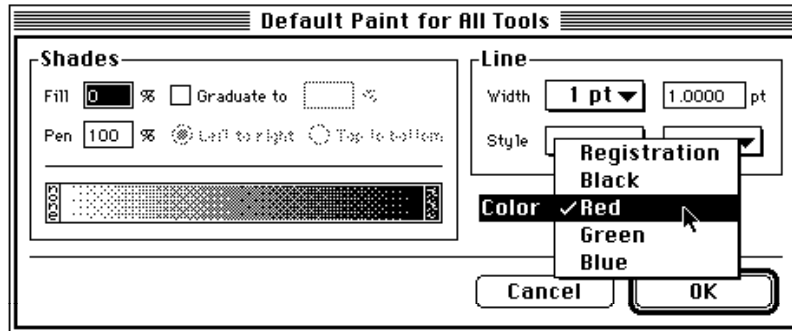 Default Paint for All Tools
Shades
Fill 0 % Graduate to %
Pen 100 % Left to right Top to bottom
Line
Width 1 pt 1.0000 pt
Style
Color
Registration
Black
✓Red
Green
Blue
Cancel OK